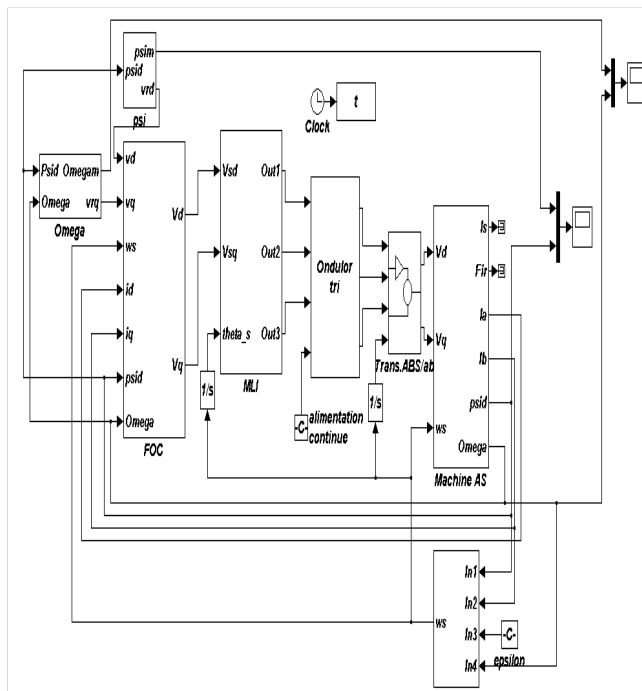 psim
psid
vrd
psi
t
Clock
Psid Omegam
Omega vrq
Omega
vd
vq
ws
id
iq
psid
Omega
Vd
Vq
FOC
Vsd
Vsq
theta_s
Out1
Out2
Out3
MLI
1/s
Ondulor
tri
-C- alimentation
continue
Trans.ABS/ab
1/s
Vd
Vq
ws
Is
Fir
Ia
Ib
psid
Omega
Machine AS
ws
In1
In2
In3
In4
-C-
epsilon